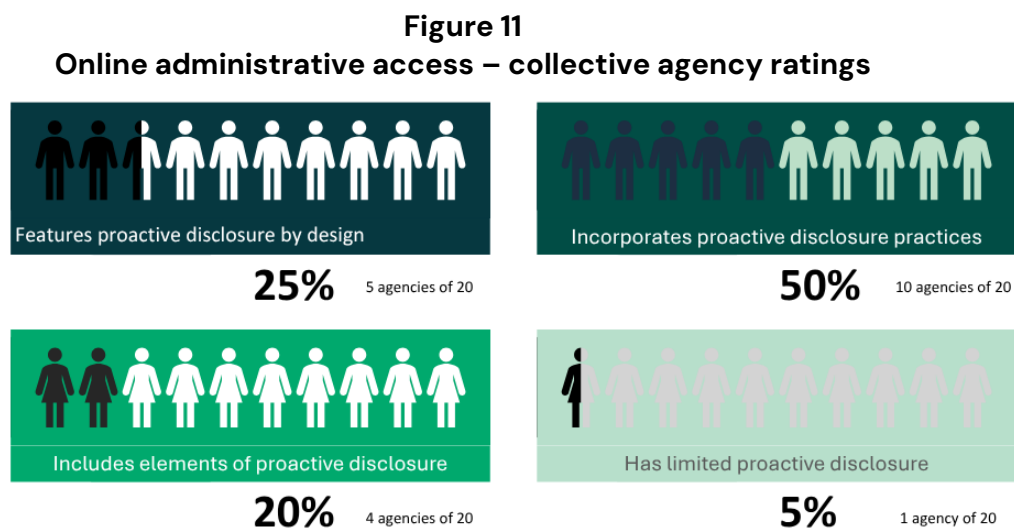 Figure 11
Online administrative access – collective agency ratings
Features proactive disclosure by design
25% 5 agencies of 20
Incorporates proactive disclosure practices
50% 10 agencies of 20
Includes elements of proactive disclosure
20% 4 agencies of 20
Has limited proactive disclosure
5% 1 agency of 20